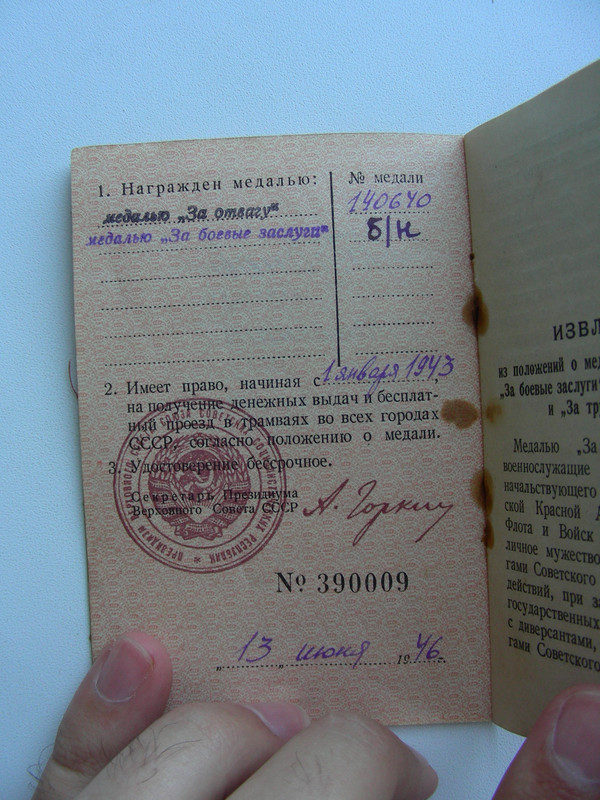 1. Награжден медалью:
№ медали
медалью „За отвагу“
140640
медалью „За боевые заслуги“
б/н
2. Имеет право, начиная с 1 января 1943,
на получение денежных выдач и бесплат-
ный проезд в трамваях во всех городах
СССР, согласно положению о медали.
3. Удостоверение бессрочное.
Секретарь Президиума
Верховного Совета СССР
А. Горкин
№ 390009
„ 13 „ июня 19 46.
ИЗВЛ
из положений о мед
„За боевые заслуги“
и „За тр
Медалью „За
военнослужащие
начальствующего
ской Красной А
Флота и Войск
личное мужество
гами Советского
действий, при за
государственных
с диверсантами,
гами Советского